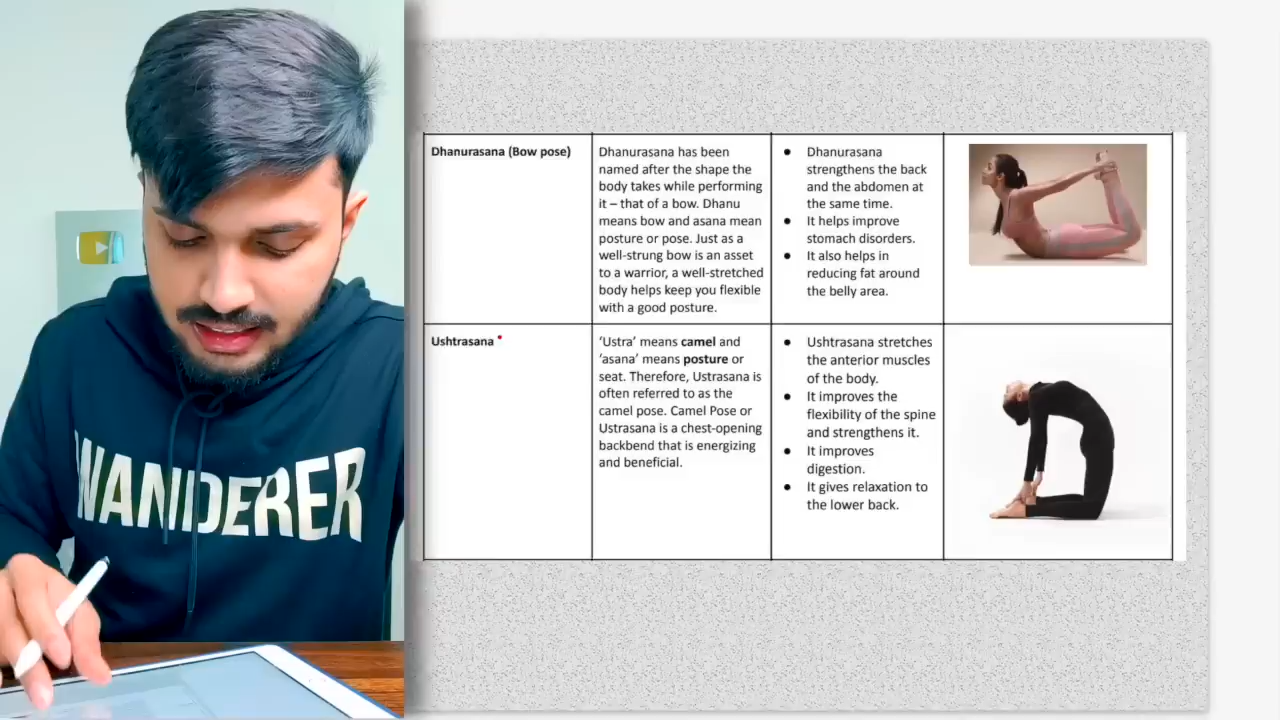 WANDERER
Dhanurasana (Bow pose)
Dhanurasana has been
named after the shape the
body takes while performing
it – that of a bow. Dhanu
means bow and asana mean
posture or pose. Just as a
well-strung bow is an asset
to a warrior, a well-stretched
body helps keep you flexible
with a good posture.
● Dhanurasana
strengthens the back
and the abdomen at
the same time.
● It helps improve
stomach disorders.
● It also helps in
reducing fat around
the belly area.
Ushtrasana
‘Ustra’ means camel and
‘asana’ means posture or
seat. Therefore, Ustrasana is
often referred to as the
camel pose. Camel Pose or
Ustrasana is a chest-opening
backbend that is energizing
and beneficial.
● Ushtrasana stretches
the anterior muscles
of the body.
● It improves the
flexibility of the spine
and strengthens it.
● It improves
digestion.
● It gives relaxation to
the lower back.